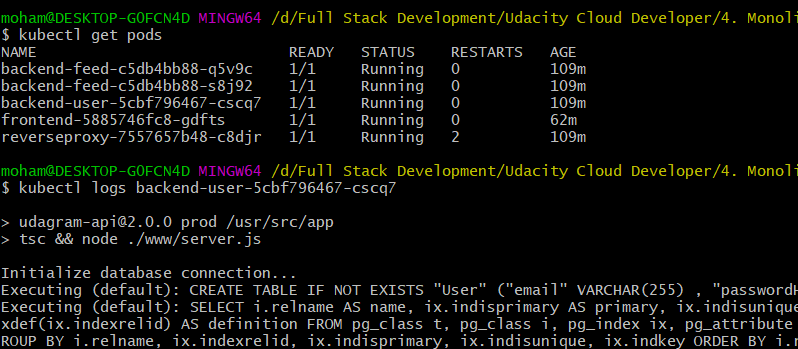 moham@DESKTOP-G0FCN4D MINGW64 /d/Full Stack Development/Udacity Cloud Developer/4. Monoli
$ kubectl get pods
NAME READY STATUS RESTARTS AGE
backend-feed-c5db4bb88-q5v9c 1/1 Running 0 109m
backend-feed-c5db4bb88-s8j92 1/1 Running 0 109m
backend-user-5cbf796467-cscq7 1/1 Running 0 109m
frontend-5885746fc8-gdfts 1/1 Running 0 62m
reverseproxy-7557657b48-c8djr 1/1 Running 2 109m
moham@DESKTOP-G0FCN4D MINGW64 /d/Full Stack Development/Udacity Cloud Developer/4. Monoli
$ kubectl logs backend-user-5cbf796467-cscq7
> udagram-api@2.0.0 prod /usr/src/app
> tsc && node ./www/server.js
Initialize database connection...
Executing (default): CREATE TABLE IF NOT EXISTS "User" ("email" VARCHAR(255) , "passwordH
Executing (default): SELECT i.relname AS name, ix.indisprimary AS primary, ix.indisunique
xdef(ix.indexrelid) AS definition FROM pg_class t, pg_class i, pg_index ix, pg_attribute
ROUP BY i.relname, ix.indexrelid, ix.indisprimary, ix.indisunique, ix.indkey ORDER BY i.r